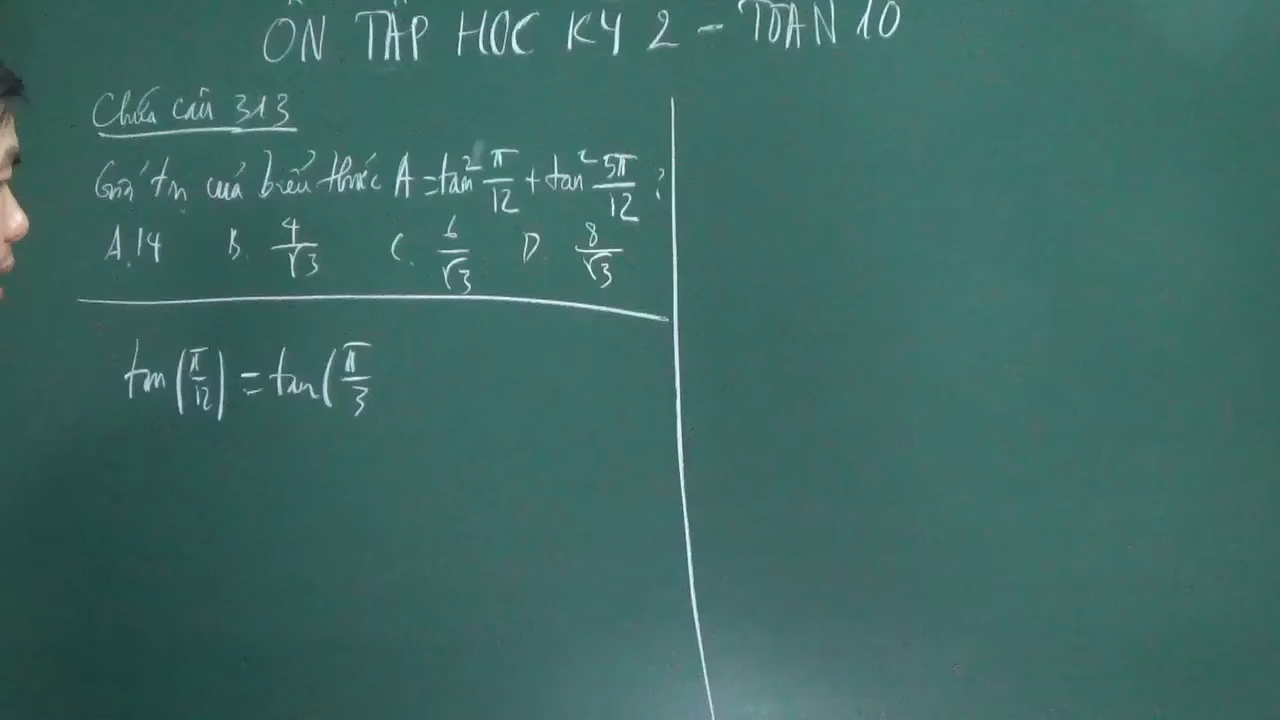 ÔN TẬP HỌC KỲ 2 - TOÁN 10
Chữa câu 313
Giá trị của biểu thức A = tan² π/12 + tan² 5π/12 ?
A. 14 B. 4/√3 C. 6/√3 D. 8/√3
tan(π/12) = tan(π/3